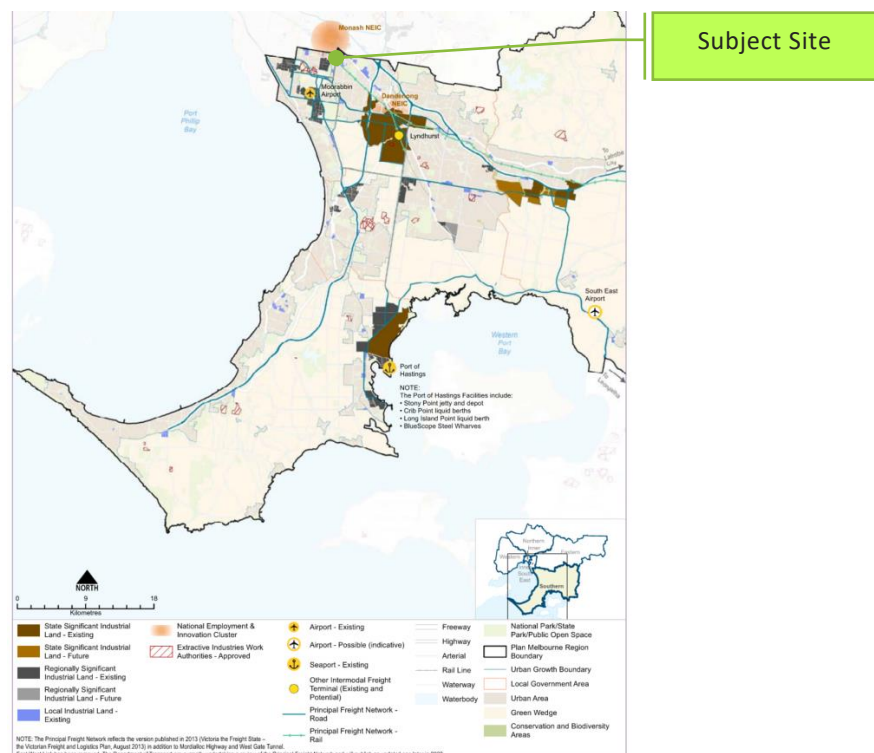 Subject Site
Monash NEIC
Moorabbin
Airport
Dandenong
NEIC
Port
Phillip
Bay
Lyndhurst
To
Latrobe
City
South East
Airport
Western
Port
Bay
Port of
Hastings
NOTE:
The Port of Hastings Facilities include:
• Stony Point jetty and depot
• Crib Point liquid berths
• Long Island Point liquid berth
• BlueScope Steel Wharves
To
Northern
Inner
Western
Eastern
Inner
South
East
Southern
NORTH
0 9 18
Kilometres
State Significant Industrial
Land - Existing
State Significant Industrial
Land - Future
Regionally Significant
Industrial Land - Existing
Regionally Significant
Industrial Land - Future
Local Industrial Land -
Existing
National Employment &
Innovation Cluster
Extractive Industries Work
Authorities - Approved
Airport - Existing
Airport - Possible (indicative)
Seaport - Existing
Other Intermodal Freight
Terminal (Existing and
Potential)
Principal Freight Network -
Road
Principal Freight Network -
Rail
Freeway
Highway
Arterial
Rail Line
Waterway
Waterbody
National Park/State
Park/Public Open Space
Plan Melbourne Region
Boundary
Urban Growth Boundary
Local Government Area
Urban Area
Green Wedge
Conservation and Biodiversity
Areas
NOTE: The Principal Freight Network reflects the version published in 2013 (Victoria the Freight State –
the Victorian Freight and Logistics Plan, August 2013) in addition to Mordialloc Highway and West Gate Tunnel.